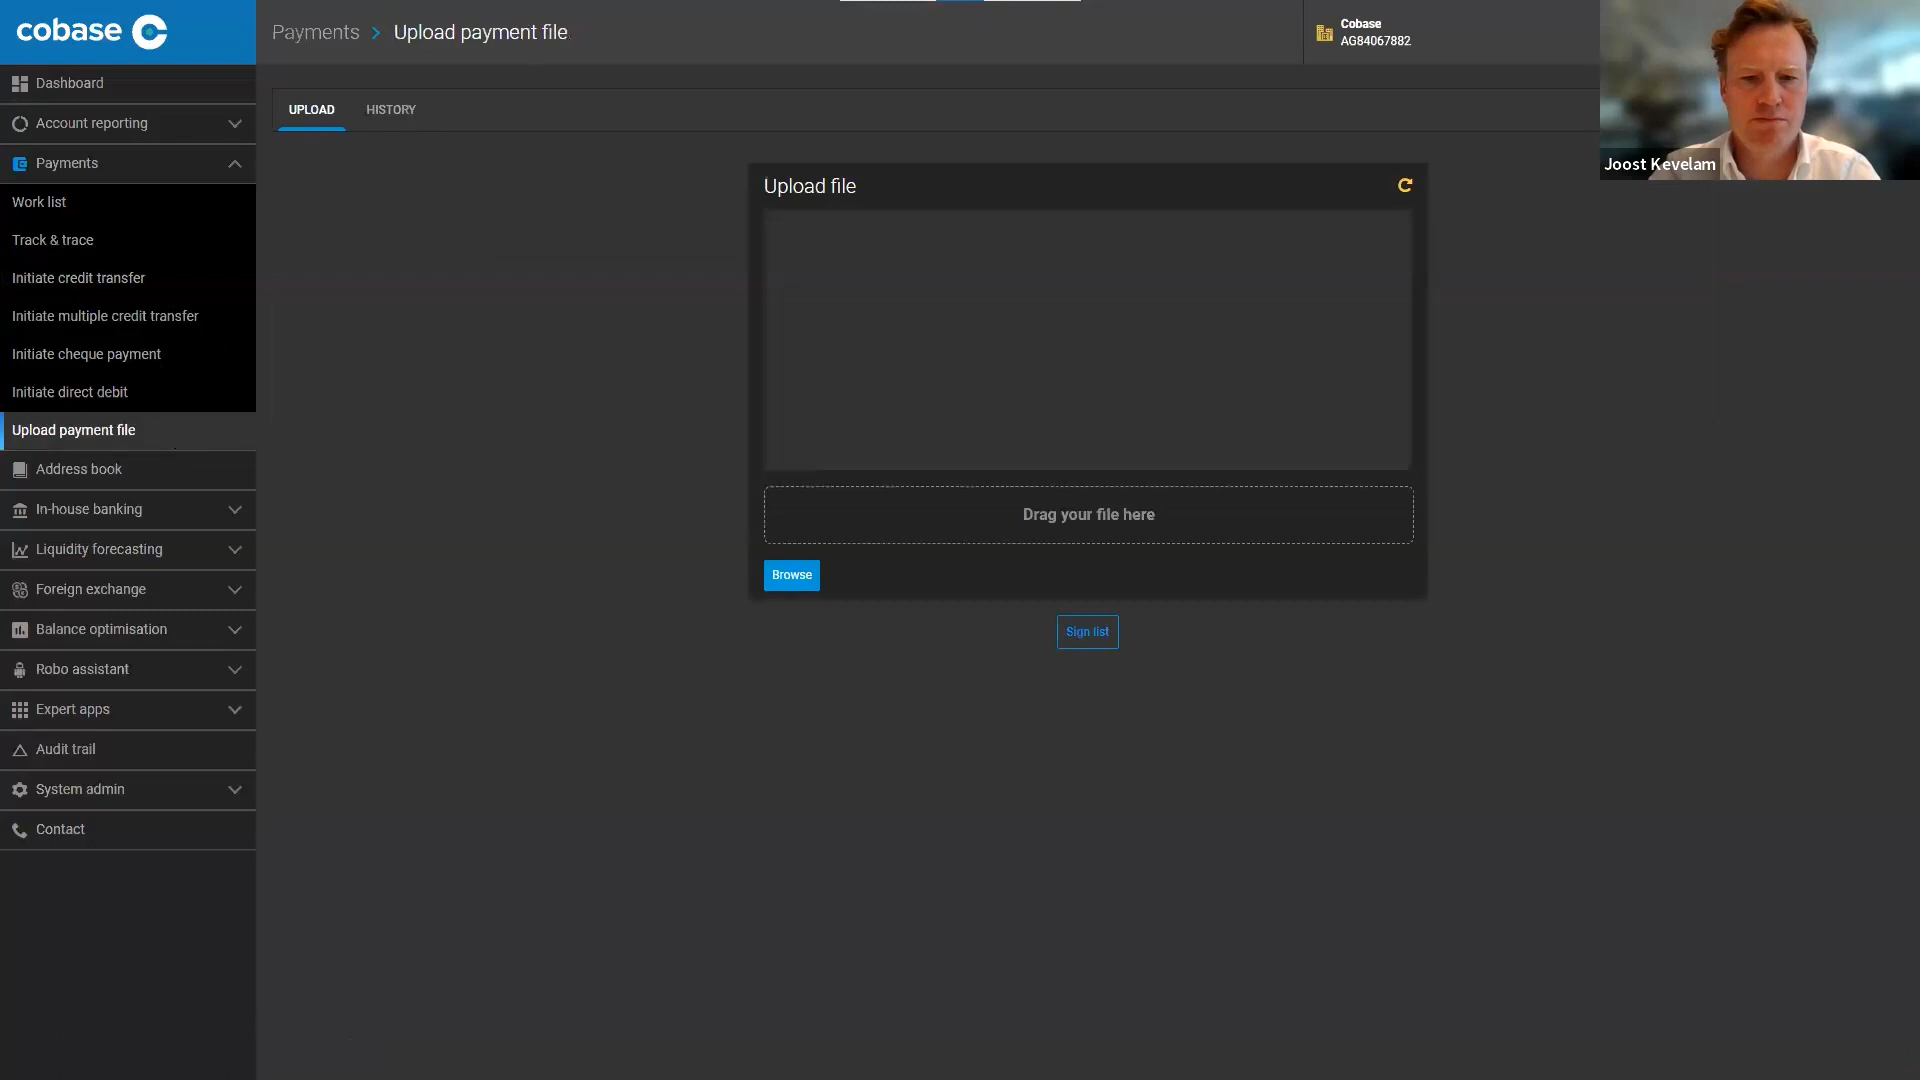 cobase
Payments > Upload payment file
Cobase
AG84067882
Joost Kevelam
Dashboard
Account reporting
Payments
Work list
Track & trace
Initiate credit transfer
Initiate multiple credit transfer
Initiate cheque payment
Initiate direct debit
Upload payment file
Address book
In-house banking
Liquidity forecasting
Foreign exchange
Balance optimisation
Robo assistant
Expert apps
Audit trail
System admin
Contact
UPLOAD
HISTORY
Upload file
Drag your file here
Browse
Sign list